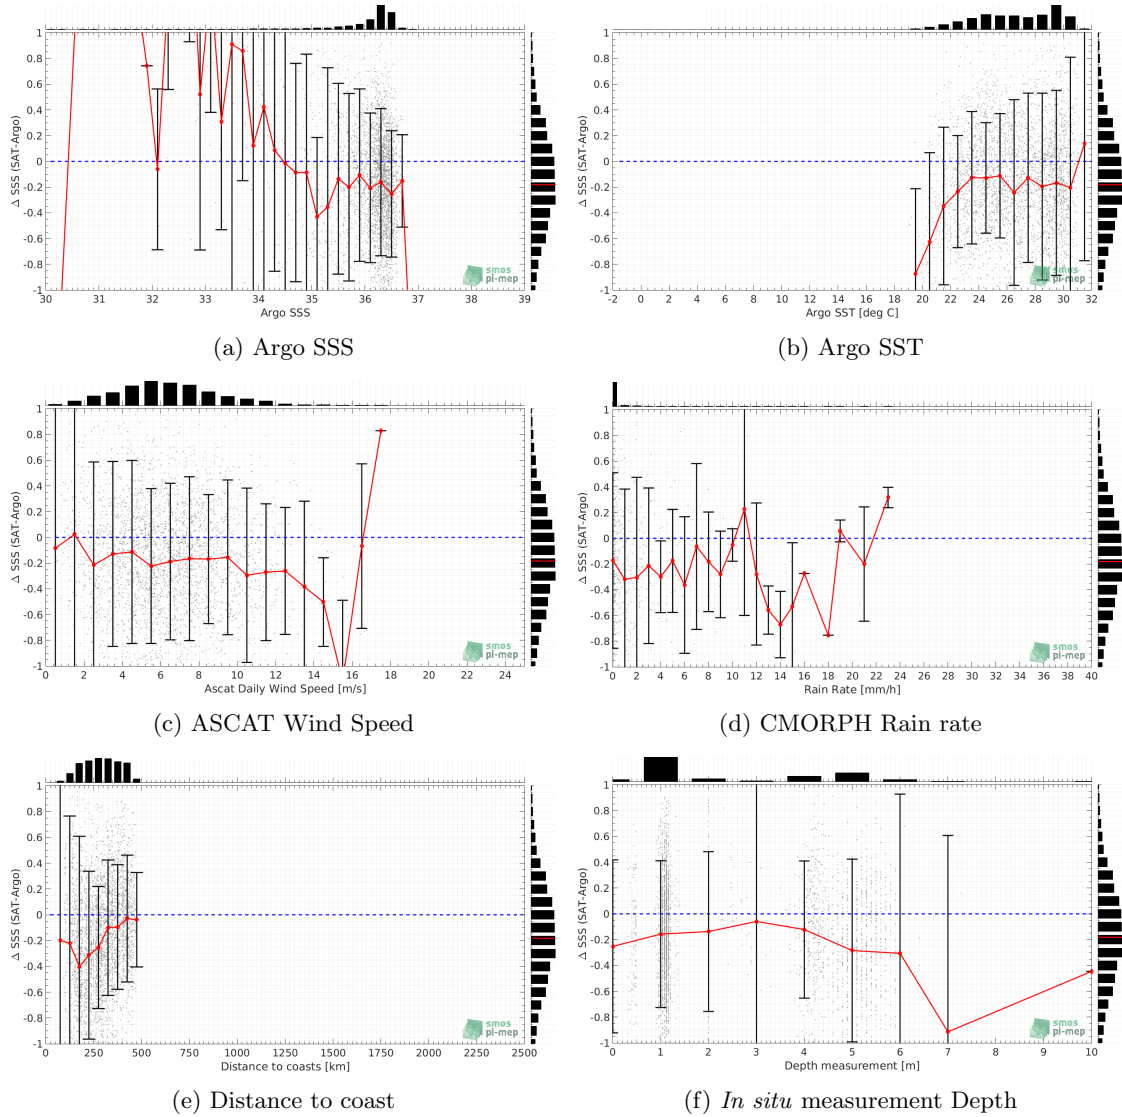 1
0.8
0.6
0.4
0.2
0
-0.2
-0.4
-0.6
-0.8
-1
Δ SSS (SAT-Argo)
smos
pi-mep
30 31 32 33 34 35 36 37 38 39
Argo SSS
(a) Argo SSS
1
0.8
0.6
0.4
0.2
0
-0.2
-0.4
-0.6
-0.8
-1
Δ SSS (SAT-Argo)
smos
pi-mep
-2 0 2 4 6 8 10 12 14 16 18 20 22 24 26 28 30 32
Argo SST [deg C]
(b) Argo SST
1
0.8
0.6
0.4
0.2
0
-0.2
-0.4
-0.6
-0.8
-1
Δ SSS (SAT-Argo)
smos
pi-mep
0 2 4 6 8 10 12 14 16 18 20 22 24
Ascat Daily Wind Speed [m/s]
(c) ASCAT Wind Speed
1
0.8
0.6
0.4
0.2
0
-0.2
-0.4
-0.6
-0.8
-1
Δ SSS (SAT-Argo)
smos
pi-mep
0 2 4 6 8 10 12 14 16 18 20 22 24 26 28 30 32 34 36 38 40
Rain Rate [mm/h]
(d) CMORPH Rain rate
1
0.8
0.6
0.4
0.2
0
-0.2
-0.4
-0.6
-0.8
-1
Δ SSS (SAT-Argo)
smos
pi-mep
0 250 500 750 1000 1250 1500 1750 2000 2250 2500
Distance to coasts [km]
(e) Distance to coast
1
0.8
0.6
0.4
0.2
0
-0.2
-0.4
-0.6
-0.8
-1
Δ SSS (SAT-Argo)
smos
pi-mep
0 1 2 3 4 5 6 7 8 9 10
Depth measurement [m]
(f) In situ measurement Depth